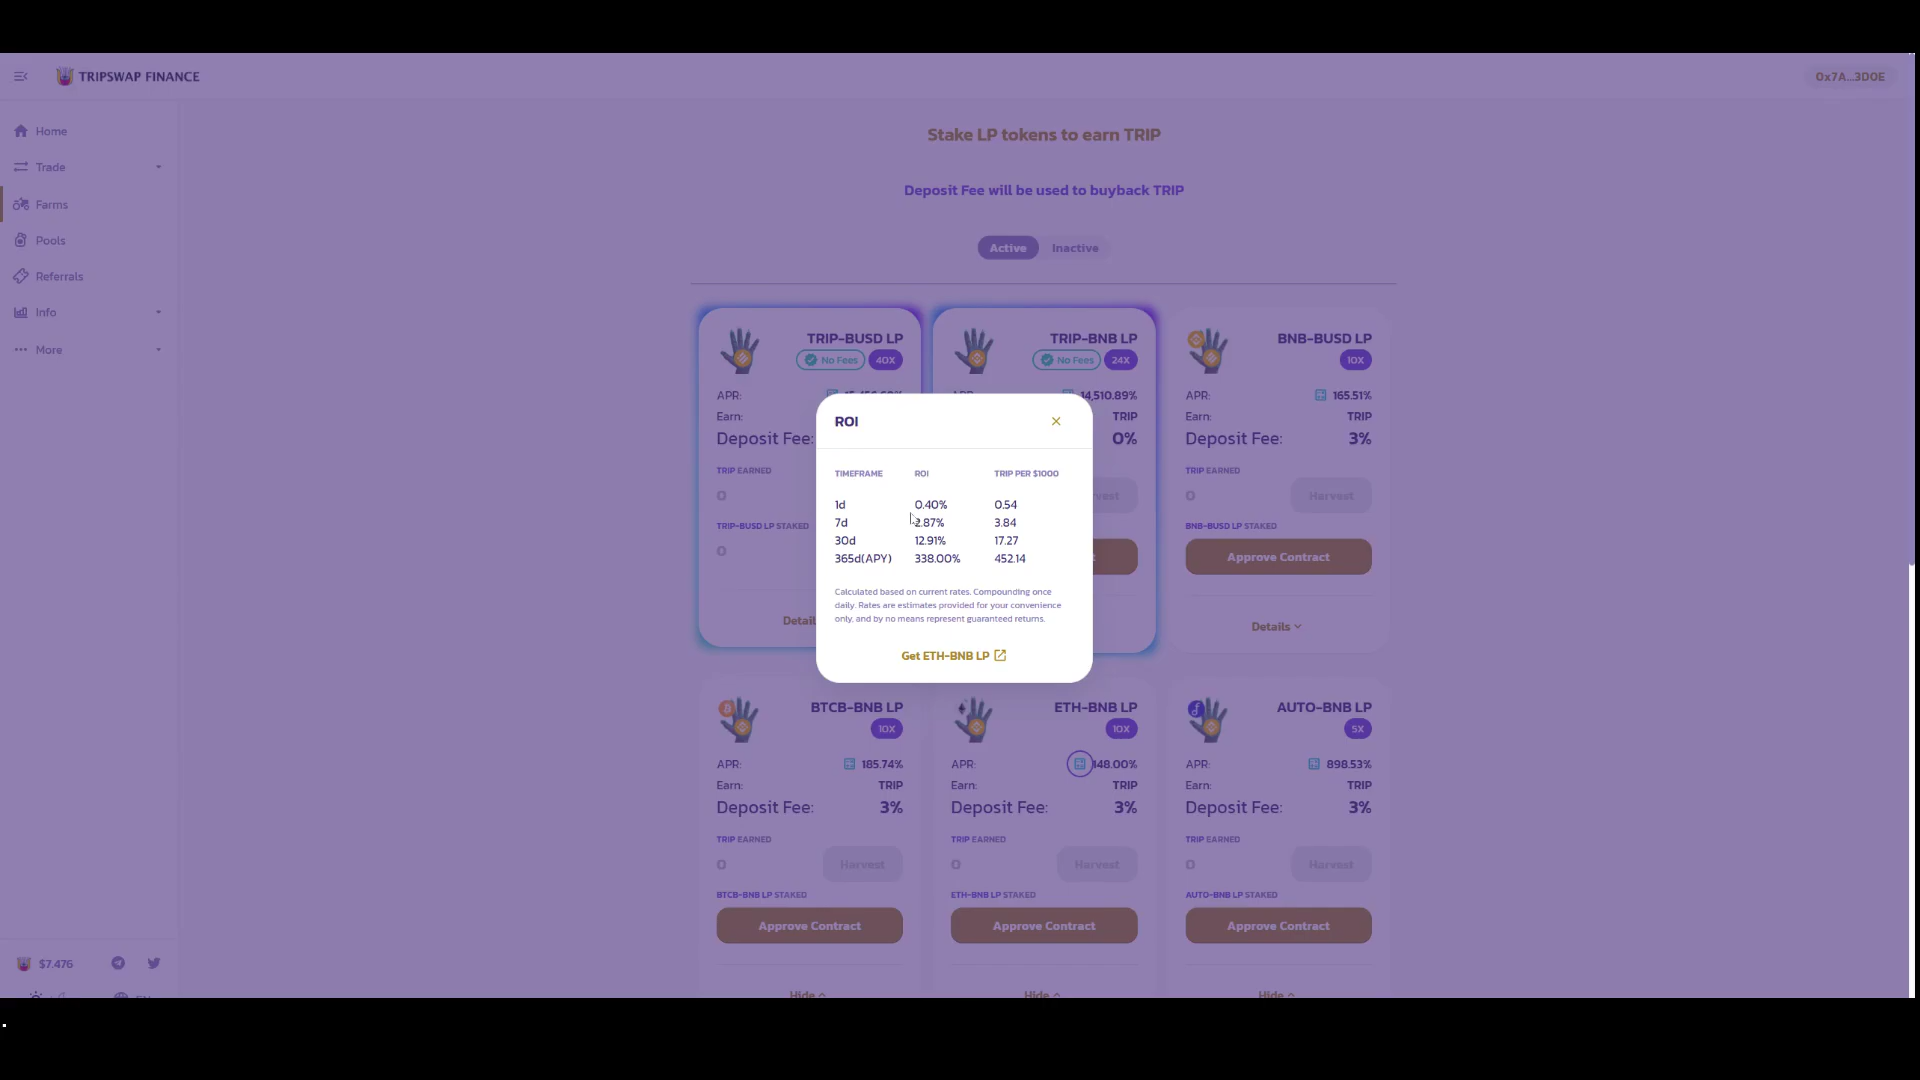 TRIPSWAP FINANCE
0x7A...3D0E
Home
Trade
Farms
Pools
Referrals
Info
More
Stake LP tokens to earn TRIP
Deposit Fee will be used to buyback TRIP
Active Inactive
TRIP-BUSD LP
No Fees 40X
APR:
Earn:
Deposit Fee:
TRIP EARNED
0
TRIP-BUSD LP STAKED
0
TRIP-BNB LP
No Fees 24X
14,510.89%
TRIP
0%
BNB-BUSD LP
10X
APR: 165.51%
Earn: TRIP
Deposit Fee: 3%
TRIP EARNED
0 Harvest
BNB-BUSD LP STAKED
Approve Contract
Details
ROI
TIMEFRAME ROI TRIP PER $1000
1d 0.40% 0.54
7d 2.87% 3.84
30d 12.91% 17.27
365d(APY) 338.00% 452.14
Calculated based on current rates. Compounding once
daily. Rates are estimates provided for your convenience
only, and by no means represent guaranteed returns.
Get ETH-BNB LP
BTCB-BNB LP
10X
APR: 185.74%
Earn: TRIP
Deposit Fee: 3%
TRIP EARNED
0 Harvest
BTCB-BNB LP STAKED
Approve Contract
Hide
ETH-BNB LP
10X
APR: 148.00%
Earn: TRIP
Deposit Fee: 3%
TRIP EARNED
0 Harvest
ETH-BNB LP STAKED
Approve Contract
Hide
AUTO-BNB LP
5X
APR: 898.53%
Earn: TRIP
Deposit Fee: 3%
TRIP EARNED
0 Harvest
AUTO-BNB LP STAKED
Approve Contract
Hide
$7.476